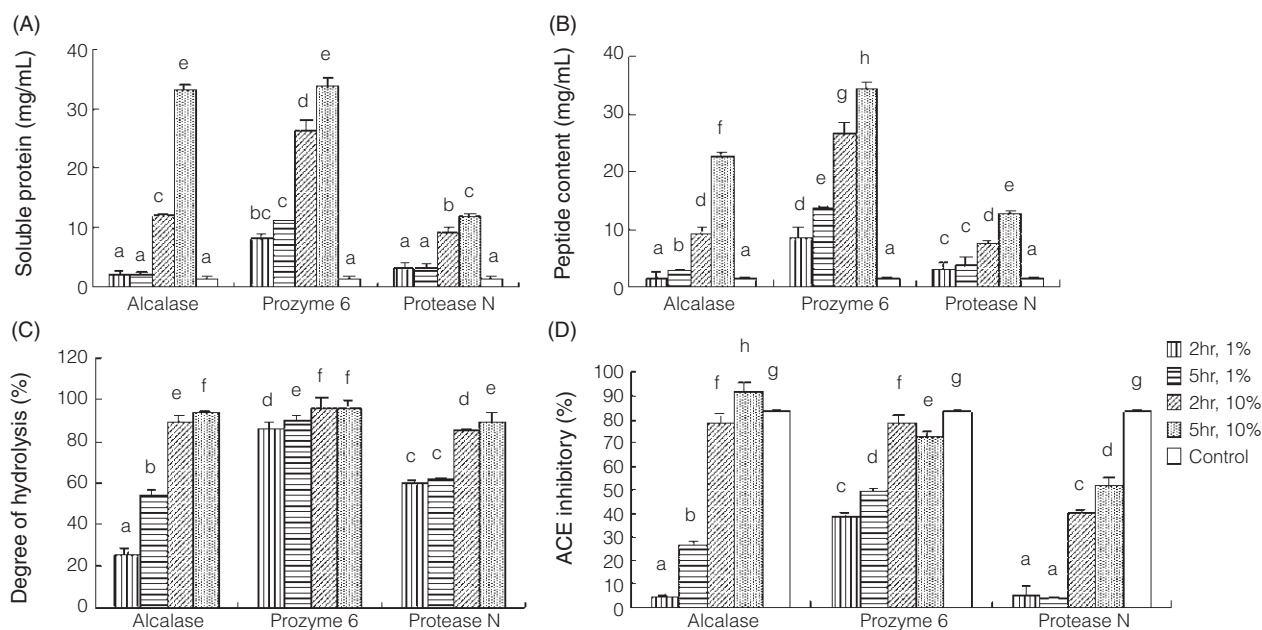 (A)
Soluble protein (mg/mL)
40
30
20
10
0
a a c e a
bc c d e a
a a b c a
Alcalase Prozyme 6 Protease N
(B)
Peptide content (mg/mL)
40
30
20
10
0
a b d f a
d e g h a
c c d e a
Alcalase Prozyme 6 Protease N
(C)
Degree of hydrolysis (%)
120
100
80
60
40
20
0
a b e f
d e f f
c c d e
Alcalase Prozyme 6 Protease N
(D)
ACE inhibitory (%)
100
90
80
70
60
50
40
30
20
10
0
a b f h g
c d f e g
a a c d g
Alcalase Prozyme 6 Protease N
2hr, 1%
5hr, 1%
2hr, 10%
5hr, 10%
Control